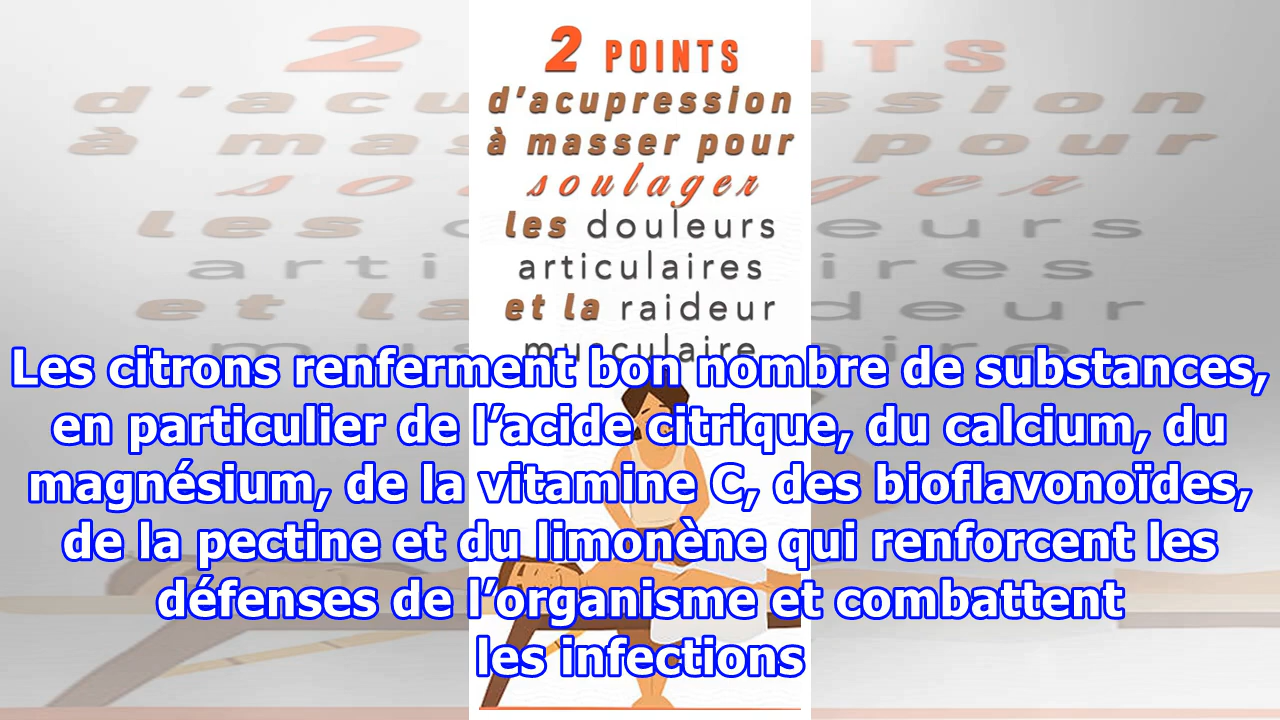 2 POINTS
d'acupression
à masser pour
soulager
les douleurs
articulaires
et la raideur
musculaire
Les citrons renferment bon nombre de substances,
en particulier de l’acide citrique, du calcium, du
magnésium, de la vitamine C, des bioflavonoïdes,
de la pectine et du limonène qui renforcent les
défenses de l’organisme et combattent
les infections